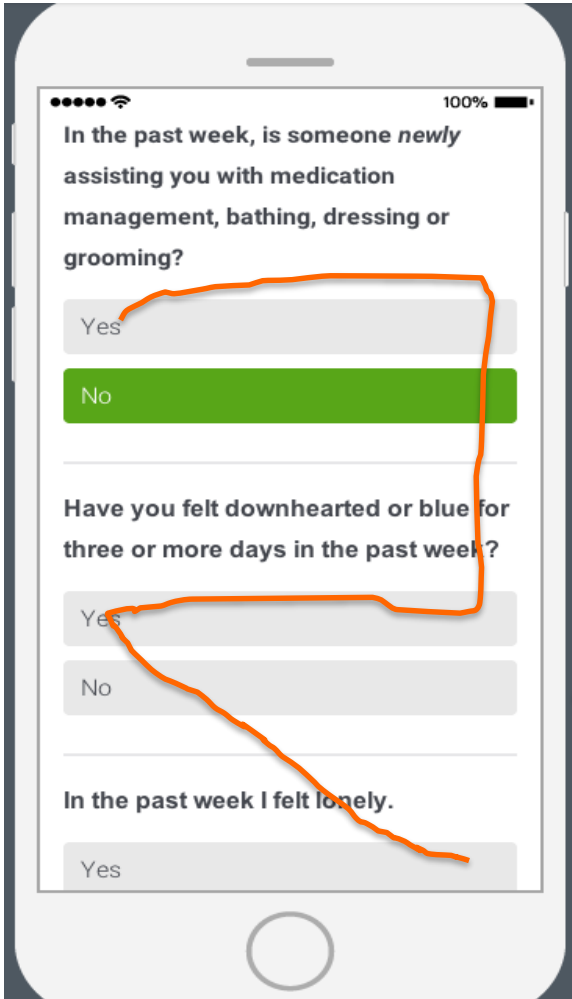 100%
In the past week, is someone newly
assisting you with medication
management, bathing, dressing or
grooming?
Yes
No
Have you felt downhearted or blue for
three or more days in the past week?
Yes
No
In the past week I felt lonely.
Yes